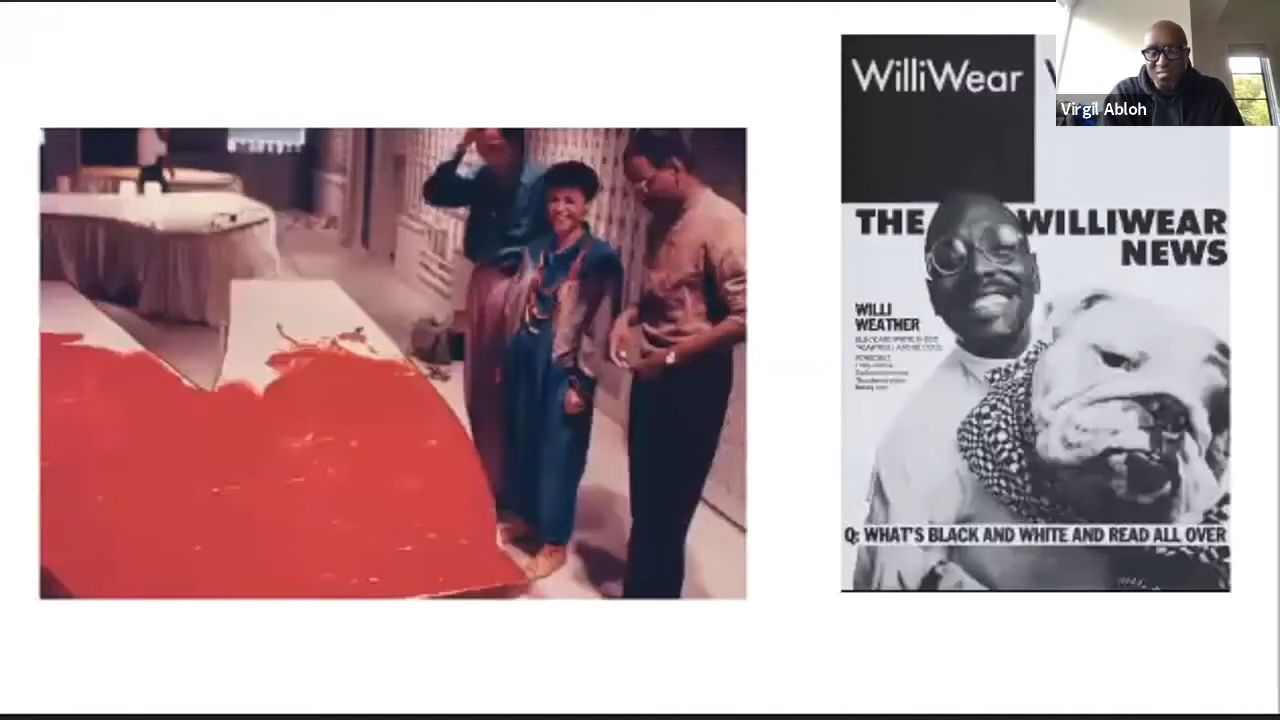 WilliWear
Virgil Abloh
THE WILLIWEAR
NEWS
WILLI
WEATHER
Q: WHAT'S BLACK AND WHITE AND READ ALL OVER